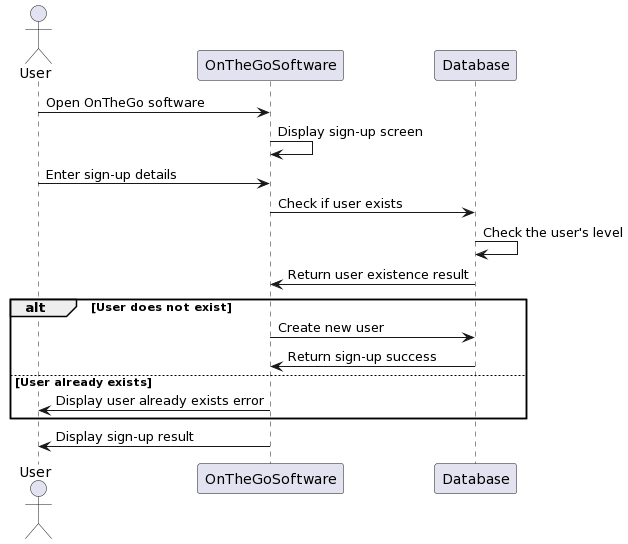 User
OnTheGoSoftware
Database
Open OnTheGo software
Display sign-up screen
Enter sign-up details
Check if user exists
Check the user's level
Return user existence result
alt [User does not exist]
Create new user
Return sign-up success
[User already exists]
Display user already exists error
Display sign-up result
User
OnTheGoSoftware
Database